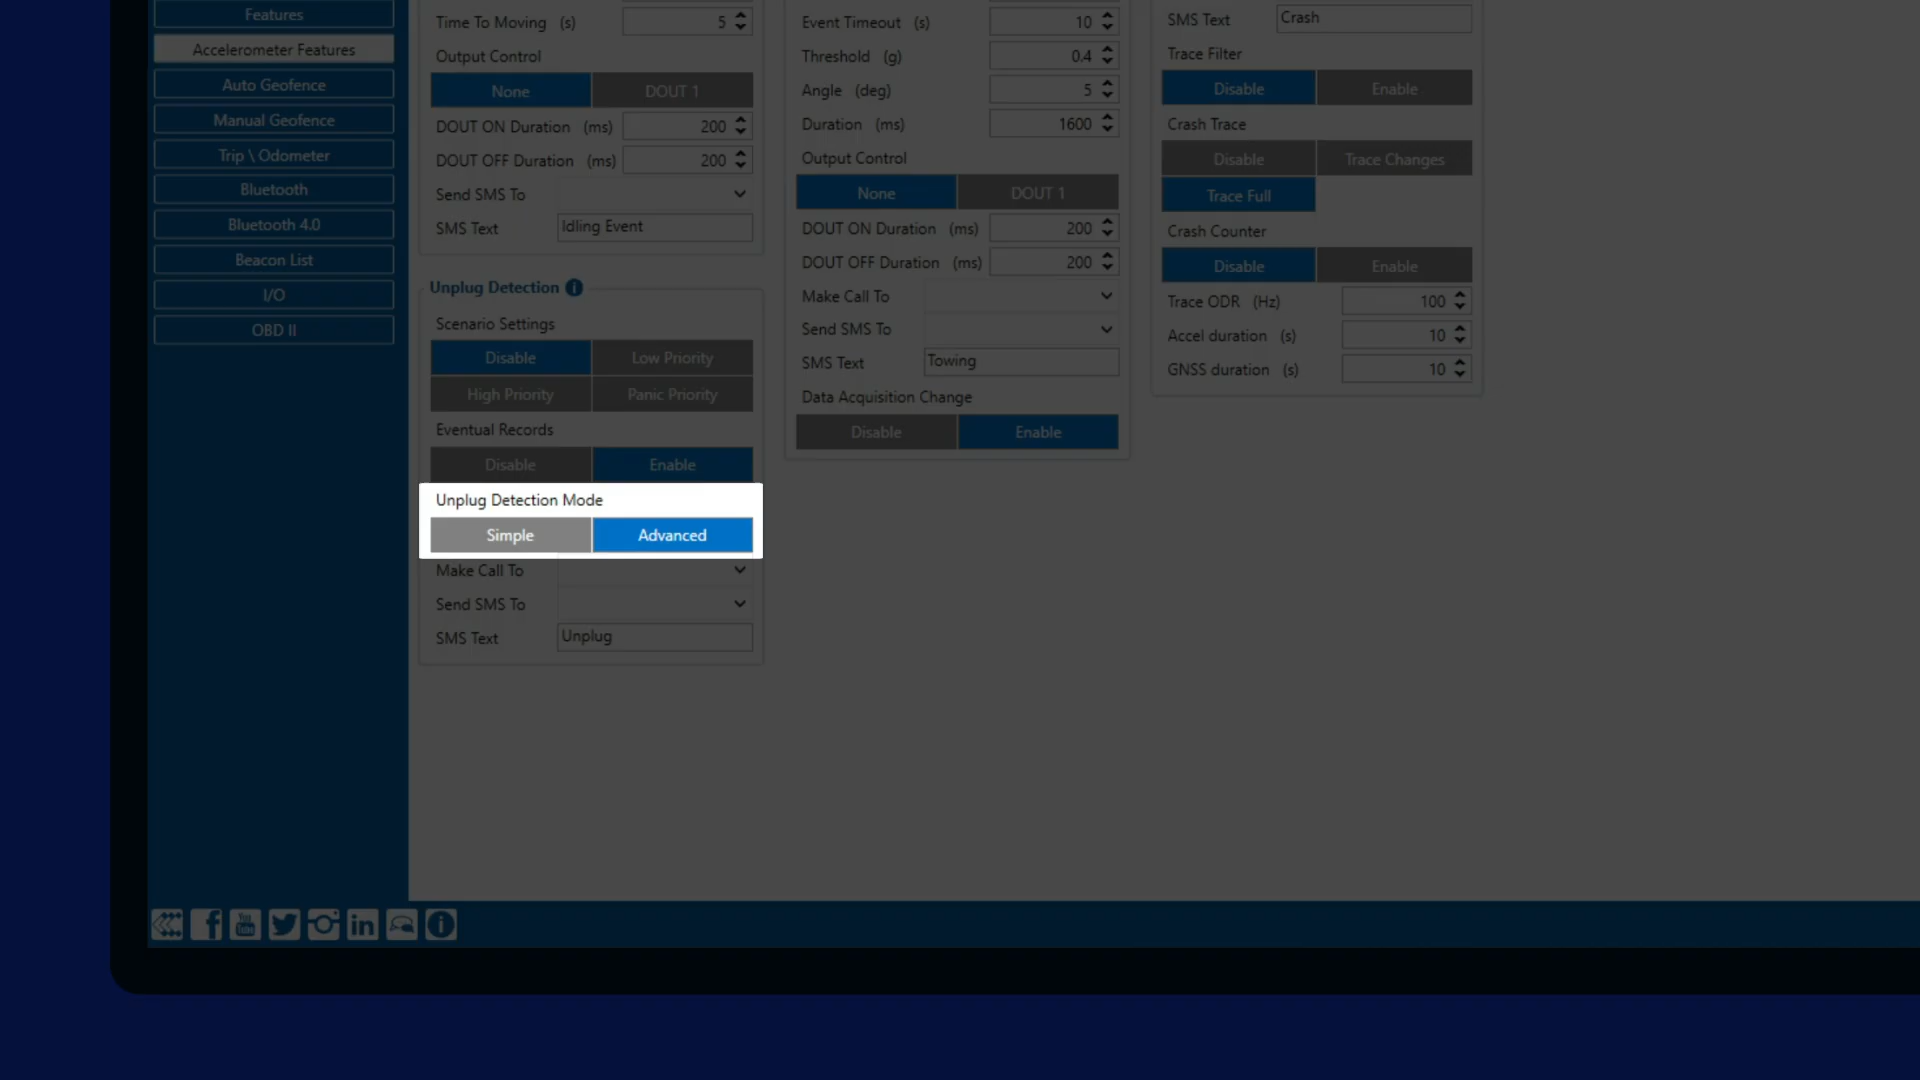 Features
Accelerometer Features
Auto Geofence
Manual Geofence
Trip \ Odometer
Bluetooth
Bluetooth 4.0
Beacon List
I/O
OBD II
Time To Moving (s) 5
Output Control
None DOUT 1
DOUT ON Duration (ms) 200
DOUT OFF Duration (ms) 200
Send SMS To
SMS Text Idling Event
Unplug Detection i
Scenario Settings
Disable Low Priority
High Priority Panic Priority
Eventual Records
Disable Enable
Unplug Detection Mode
Simple Advanced
Make Call To
Send SMS To
SMS Text Unplug
Event Timeout (s) 10
Threshold (g) 0.4
Angle (deg) 5
Duration (ms) 1600
Output Control
None DOUT 1
DOUT ON Duration (ms) 200
DOUT OFF Duration (ms) 200
Make Call To
Send SMS To
SMS Text Towing
Data Acquisition Change
Disable Enable
SMS Text Crash
Trace Filter
Disable Enable
Crash Trace
Disable Trace Changes
Trace Full
Crash Counter
Disable Enable
Trace ODR (Hz) 100
Accel duration (s) 10
GNSS duration (s) 10
f You Tube in i